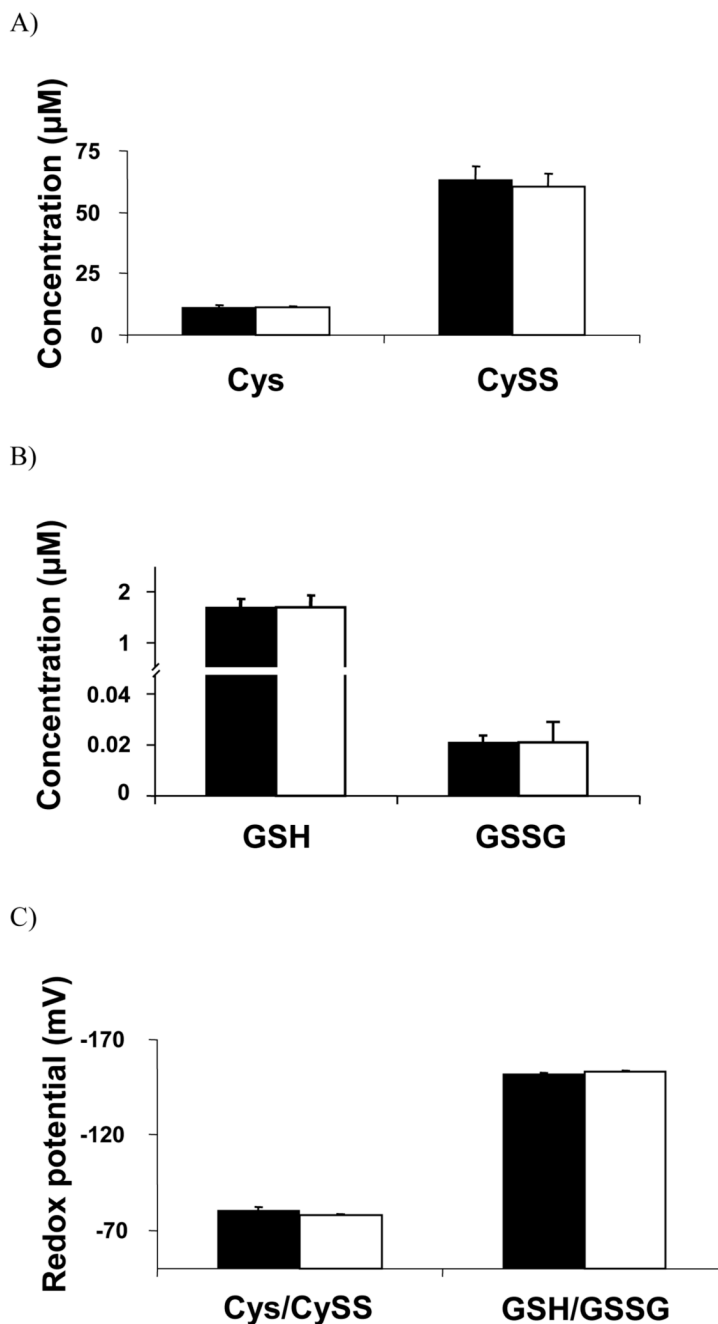 A)
Concentration (µM)
75
50
25
0
Cys CySS
B)
Concentration (µM)
2
1
0.04
0.02
0
GSH GSSG
C)
Redox potential (mV)
-170
-120
-70
Cys/CySS GSH/GSSG